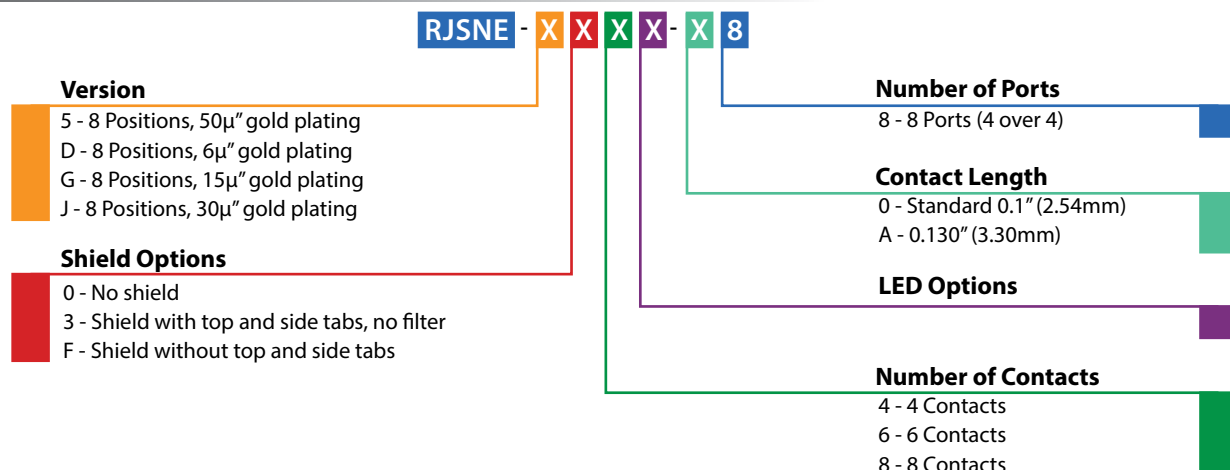 RJSNE - X X X X - X 8
Version
5 - 8 Positions, 50µ” gold plating
D - 8 Positions, 6µ” gold plating
G - 8 Positions, 15µ” gold plating
J - 8 Positions, 30µ” gold plating
Shield Options
0 - No shield
3 - Shield with top and side tabs, no filter
F - Shield without top and side tabs
Number of Ports
8 - 8 Ports (4 over 4)
Contact Length
0 - Standard 0.1” (2.54mm)
A - 0.130” (3.30mm)
LED Options
Number of Contacts
4 - 4 Contacts
6 - 6 Contacts
8 - 8 Contacts